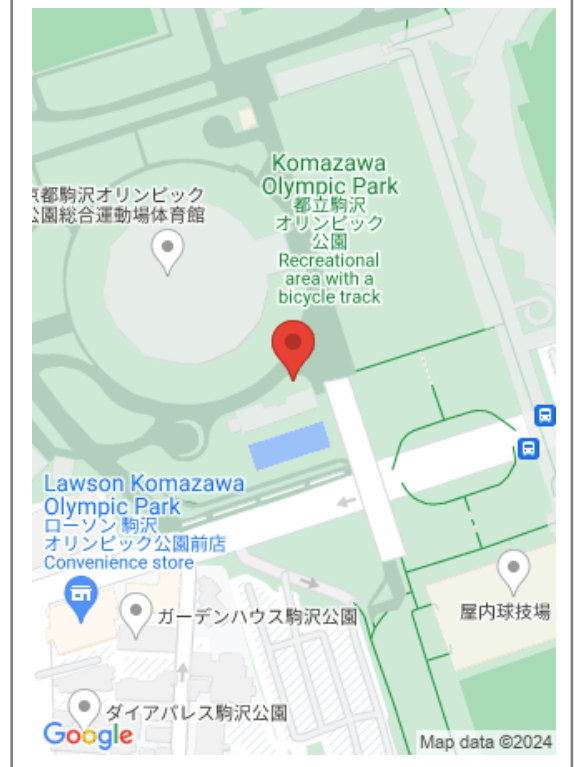 Komazawa
Olympic Park
都立駒沢
オリンピック
公園
Recreational
area with a
bicycle track
京都駒沢オリンピック
公園総合運動場体育館
Lawson Komazawa
Olympic Park
ローソン 駒沢
オリンピック公園前店
Convenience store
ガーデンハウス駒沢公園
屋内球技場
ダイアパレス駒沢公園
Google
Map data ©2024